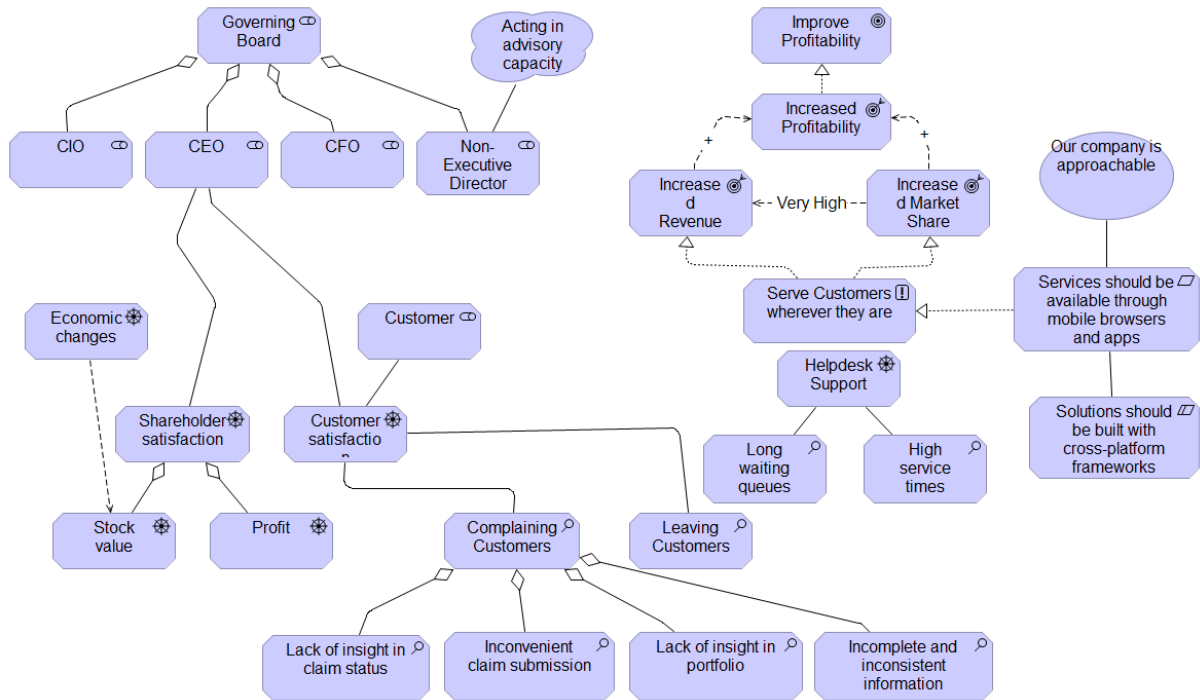 Governing
Board
Acting in
advisory
capacity
Improve
Profitability
Increased
Profitability
CIO
CEO
CFO
Non-
Executive
Director
+
+
Our company is
approachable
Increase
d
Revenue
Very High
Increase
d Market
Share
Serve Customers
wherever they are
Services should be
available through
mobile browsers
and apps
Economic
changes
Customer
Helpdesk
Support
Shareholder
satisfaction
Customer
satisfactio
Long
waiting
queues
High
service
times
Solutions should
be built with
cross-platform
frameworks
Stock
value
Profit
Complaining
Customers
Leaving
Customers
Lack of insight in
claim status
Inconvenient
claim submission
Lack of insight in
portfolio
Incomplete and
inconsistent
information